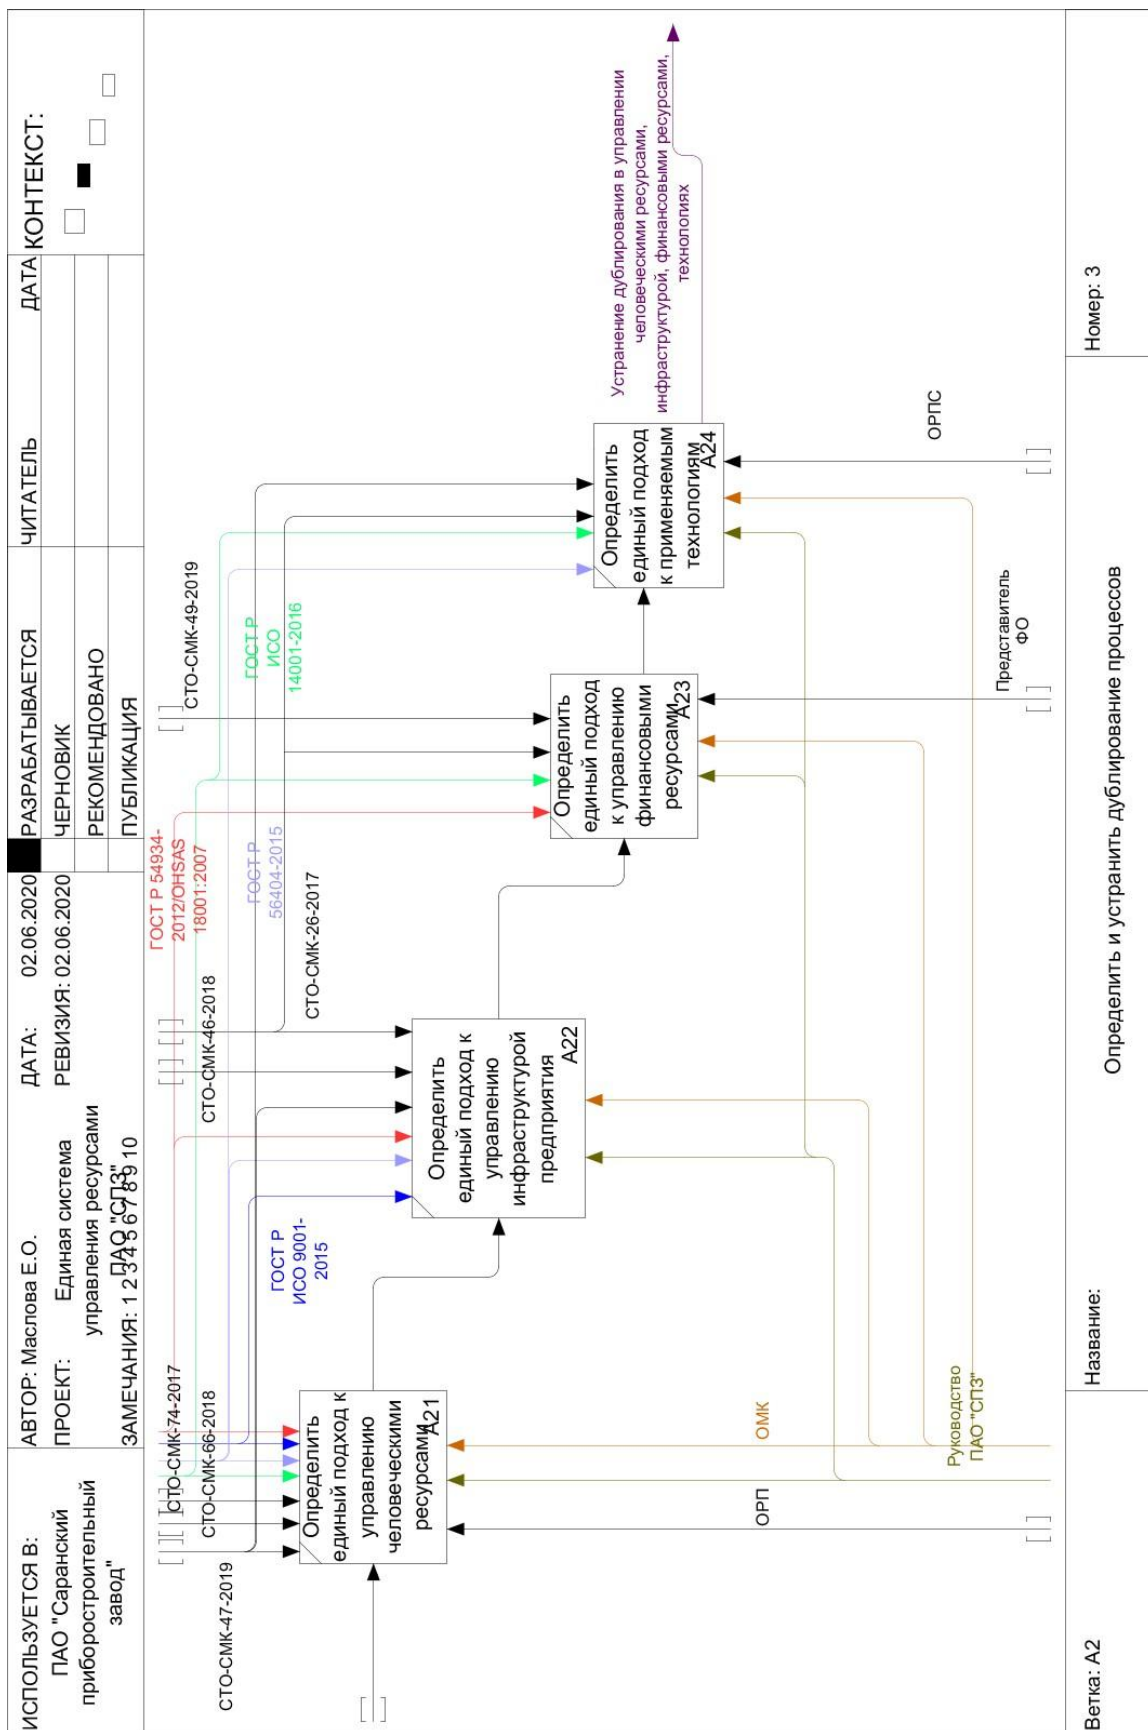 ИСПОЛЬЗУЕТСЯ В:
ПАО "Саранский
приборостроительный
завод"
АВТОР: Маслова Е.О.
ДАТА: 02.06.2020
ПРОЕКТ: Единая система
управления ресурсами
ПАО "СПЗ"
РЕВИЗИЯ: 02.06.2020
ЗАМЕЧАНИЯ: 1 2 3 4 5 6 7 8 9 10
РАЗРАБАТЫВАЕТСЯ
ЧЕРНОВИК
РЕКОМЕНДОВАНО
ПУБЛИКАЦИЯ
ЧИТАТЕЛЬ
ДАТА
КОНТЕКСТ:
СТО-СМК-74-2017
СТО-СМК-66-2018
СТО-СМК-47-2019
СТО-СМК-46-2018
СТО-СМК-26-2017
СТО-СМК-49-2019
ГОСТ Р 54934-
2012/OHSAS
18001:2007
ГОСТ Р
56404-2015
ГОСТ Р
ИСО
14001-2016
ГОСТ Р
ИСО 9001-
2015
Определить
единый подход к
управлению
человеческими
ресурсами
A21
Определить
единый подход к
управлению
инфраструктурой
предприятия
A22
Определить
единый подход
к управлению
финансовыми
ресурсами
A23
Определить
единый подход
к применяемым
технологиям
A24
Устранение дублирования в управлении
человеческими ресурсами,
инфраструктурой, финансовыми ресурсами,
технологиях
ОРП
ОМК
Руководство
ПАО "СПЗ"
Представитель
ФО
ОРПС
Ветка: A2
Название:
Определить и устранить дублирование процессов
Номер: 3